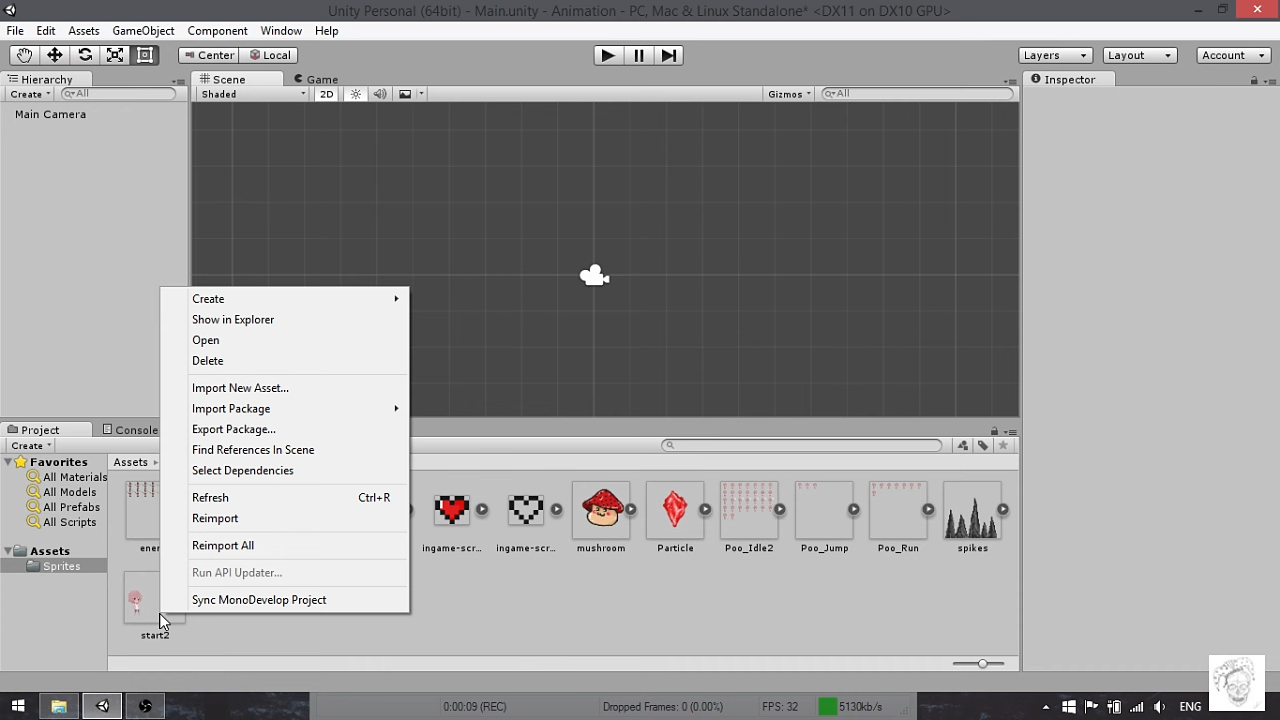 Unity Personal (64bit) - Main.unity - Animation - PC, Mac & Linux Standalone* <DX11 on DX10 GPU>
File Edit Assets GameObject Component Window Help
Center Local Layers Layout Account
Hierarchy Scene Game Inspector
Create All Shaded 2D Gizmos All
Main Camera
Create
Show in Explorer
Open
Delete
Import New Asset...
Import Package
Export Package...
Find References In Scene
Select Dependencies
Refresh Ctrl+R
Reimport
Reimport All
Run API Updater...
Sync MonoDevelop Project
Project Console
Create
Favorites
All Materials
All Models
All Prefabs
All Scripts
Assets
Sprites
Assets
ingame-scr... ingame-scr... mushroom Particle Poo_Idle2 Poo_Jump Poo_Run spikes
start2
0:00:09 (REC) Dropped Frames: 0 (0.00%) FPS: 32 5130kb/s
ENG